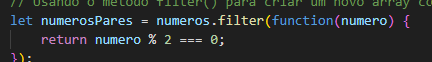 // Usando o método filter() para criar um novo array co
let numerosPares = numeros.filter(function(numero) {
    return numero % 2 === 0;
});